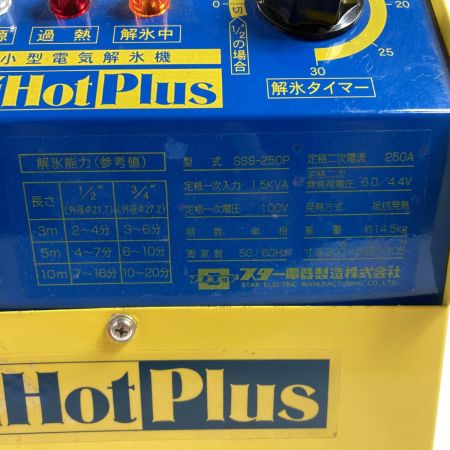 源 過熱 解氷中
0 切 1/2の場合 20 25 30
解氷タイマー
小型電気解氷機
HotPlus
解氷能力(参考値)
長さ 1/2" (外径Φ21.7) 3/4" (外径Φ27.2)
3m 2~4分 3~6分
5m 4~7分 6~10分
10m 7~16分 10~20分
型式 SSS-250P
定格一次入力 1.5KVA
定格一次電圧 100V
相数 単相
周波数 50/60Hz
定格二次電流 250A
定格二次無負荷電圧 6.0/4.4V
発熱方式 抵抗発熱
重量 約14.5kg
スター電器製造株式会社
STAR ELECTRIC MANUFACTURING CO., LTD.
HotPlus